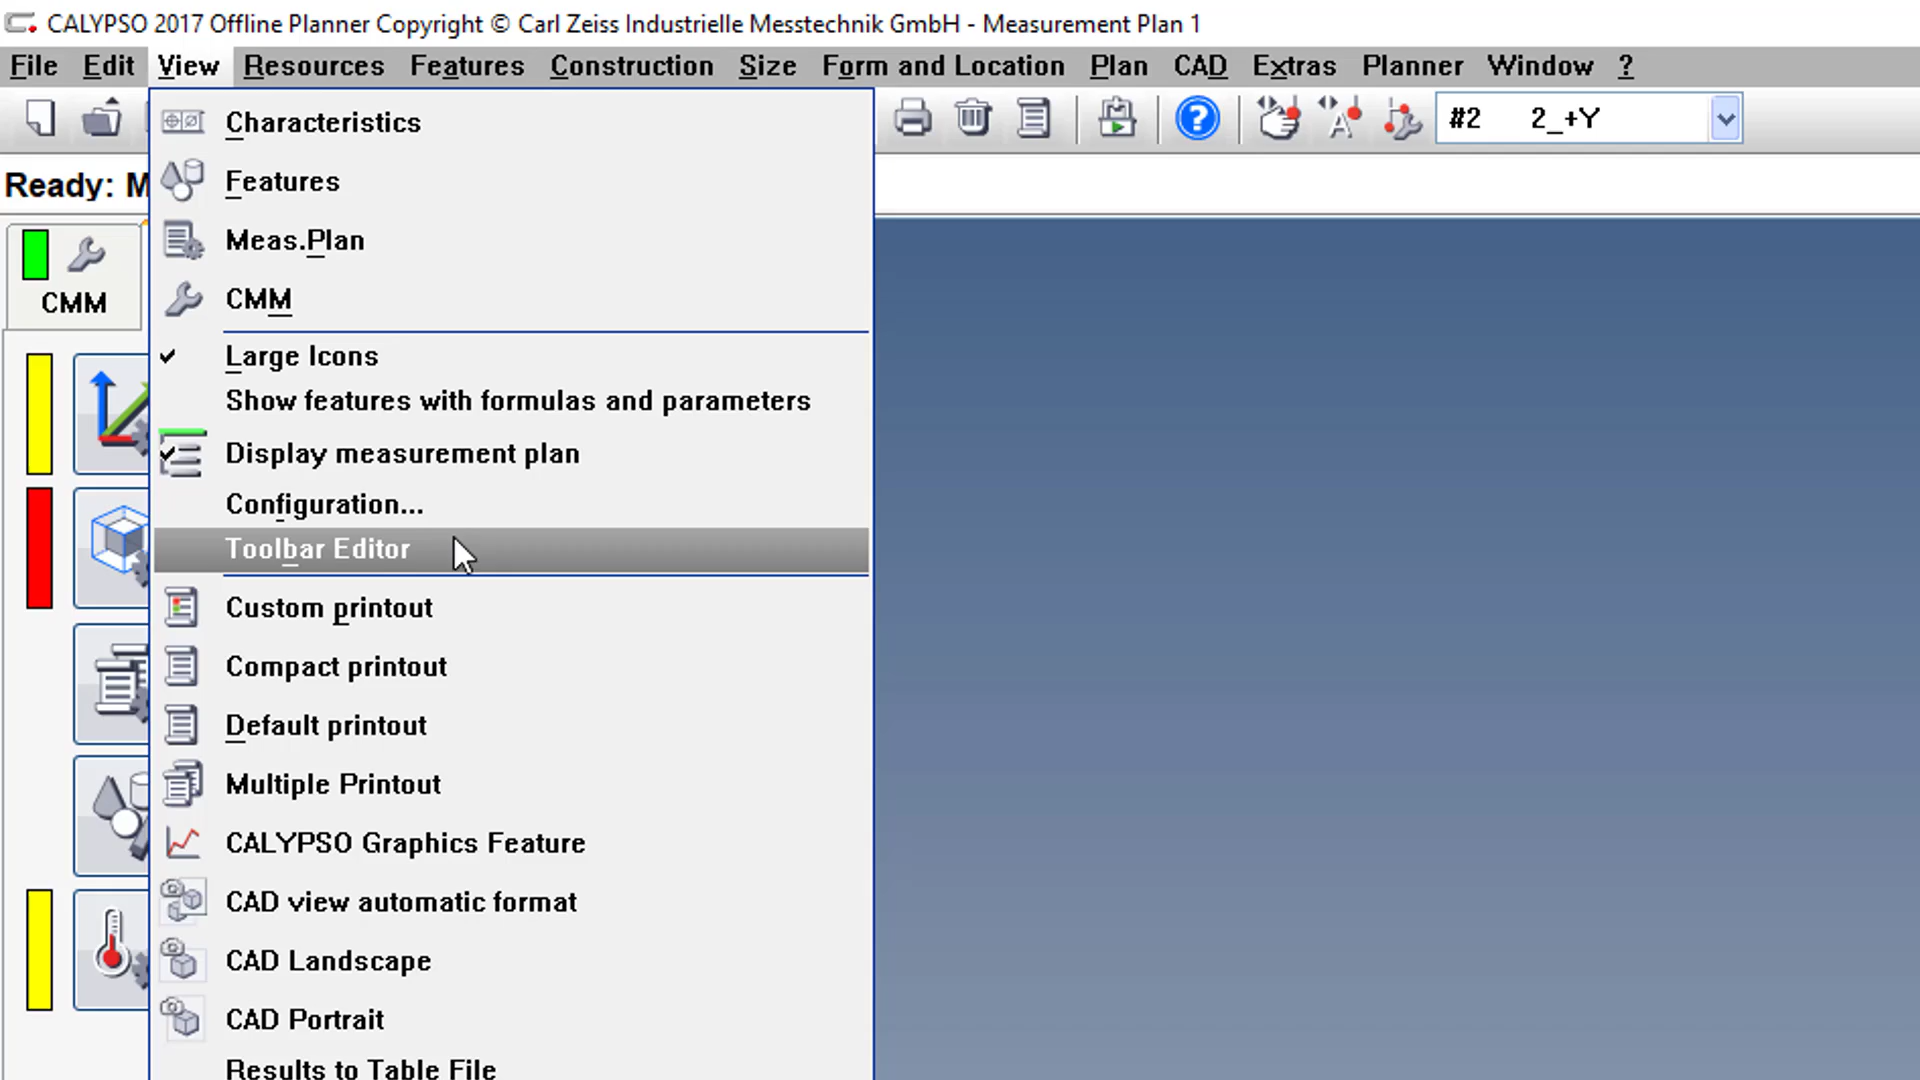 CALYPSO 2017 Offline Planner Copyright © Carl Zeiss Industrielle Messtechnik GmbH - Measurement Plan 1
File Edit View Resources Features Construction Size Form and Location Plan CAD Extras Planner Window ?
#2 2_+Y
Ready: M
CMM
Characteristics
Features
Meas.Plan
CMM
Large Icons
Show features with formulas and parameters
Display measurement plan
Configuration...
Toolbar Editor
Custom printout
Compact printout
Default printout
Multiple Printout
CALYPSO Graphics Feature
CAD view automatic format
CAD Landscape
CAD Portrait
Results to Table File